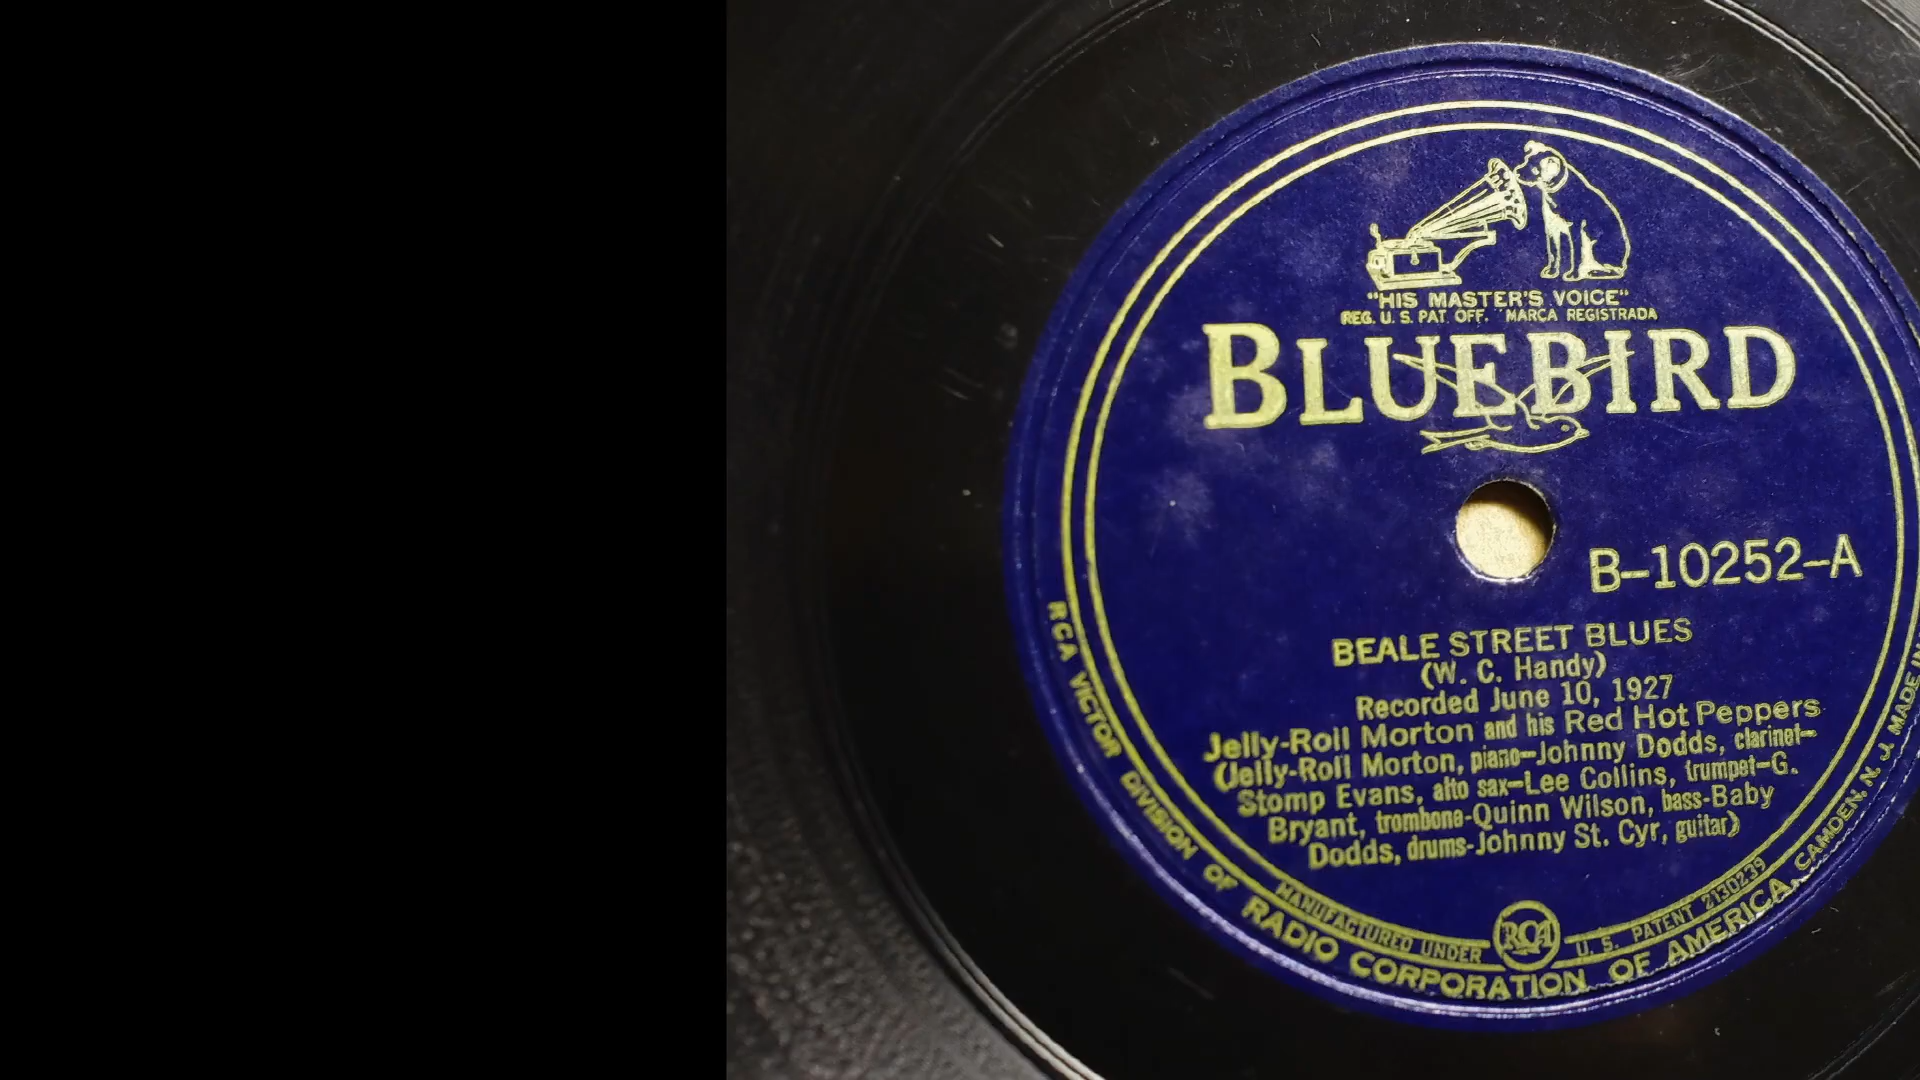 "HIS MASTER'S VOICE"
REG. U. S. PAT. OFF. MARCA REGISTRADA
BLUEBIRD
B-10252-A
BEALE STREET BLUES
(W. C. Handy)
Recorded June 10, 1927
Jelly-Roll Morton and his Red Hot Peppers
(Jelly-Roll Morton, piano-Johnny Dodds, clarinet-
Stomp Evans, alto sax-Lee Collins, trumpet-G.
Bryant, trombone-Quinn Wilson, bass-Baby
Dodds, drums-Johnny St. Cyr, guitar)
MANUFACTURED UNDER RCA U. S. PATENT 2130239
RCA VICTOR DIVISION OF RADIO CORPORATION OF AMERICA, CAMDEN, N. J. MADE IN